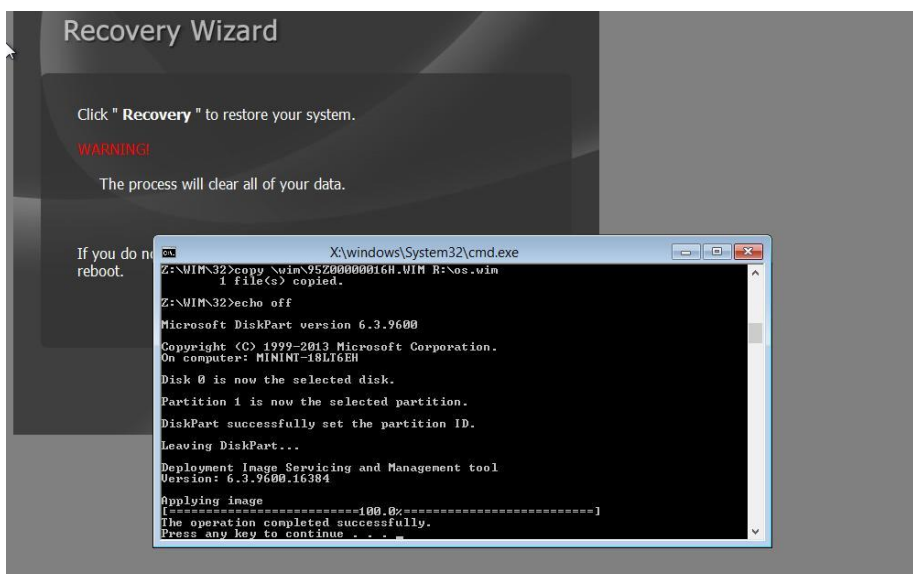 Recovery Wizard
Click " Recovery " to restore your system.
WARNING!
The process will clear all of your data.
If you do n
reboot.
X:\windows\System32\cmd.exe
Z:\WIM\32>copy \wim\95Z00000016H.WIM R:\os.wim
1 file(s) copied.
Z:\WIM\32>echo off
Microsoft DiskPart version 6.3.9600
Copyright (C) 1999-2013 Microsoft Corporation.
On computer: MININT-18LT6EH
Disk 0 is now the selected disk.
Partition 1 is now the selected partition.
DiskPart successfully set the partition ID.
Leaving DiskPart...
Deployment Image Servicing and Management tool
Version: 6.3.9600.16384
Applying image
[==========================100.0%==========================]
The operation completed successfully.
Press any key to continue . . . _